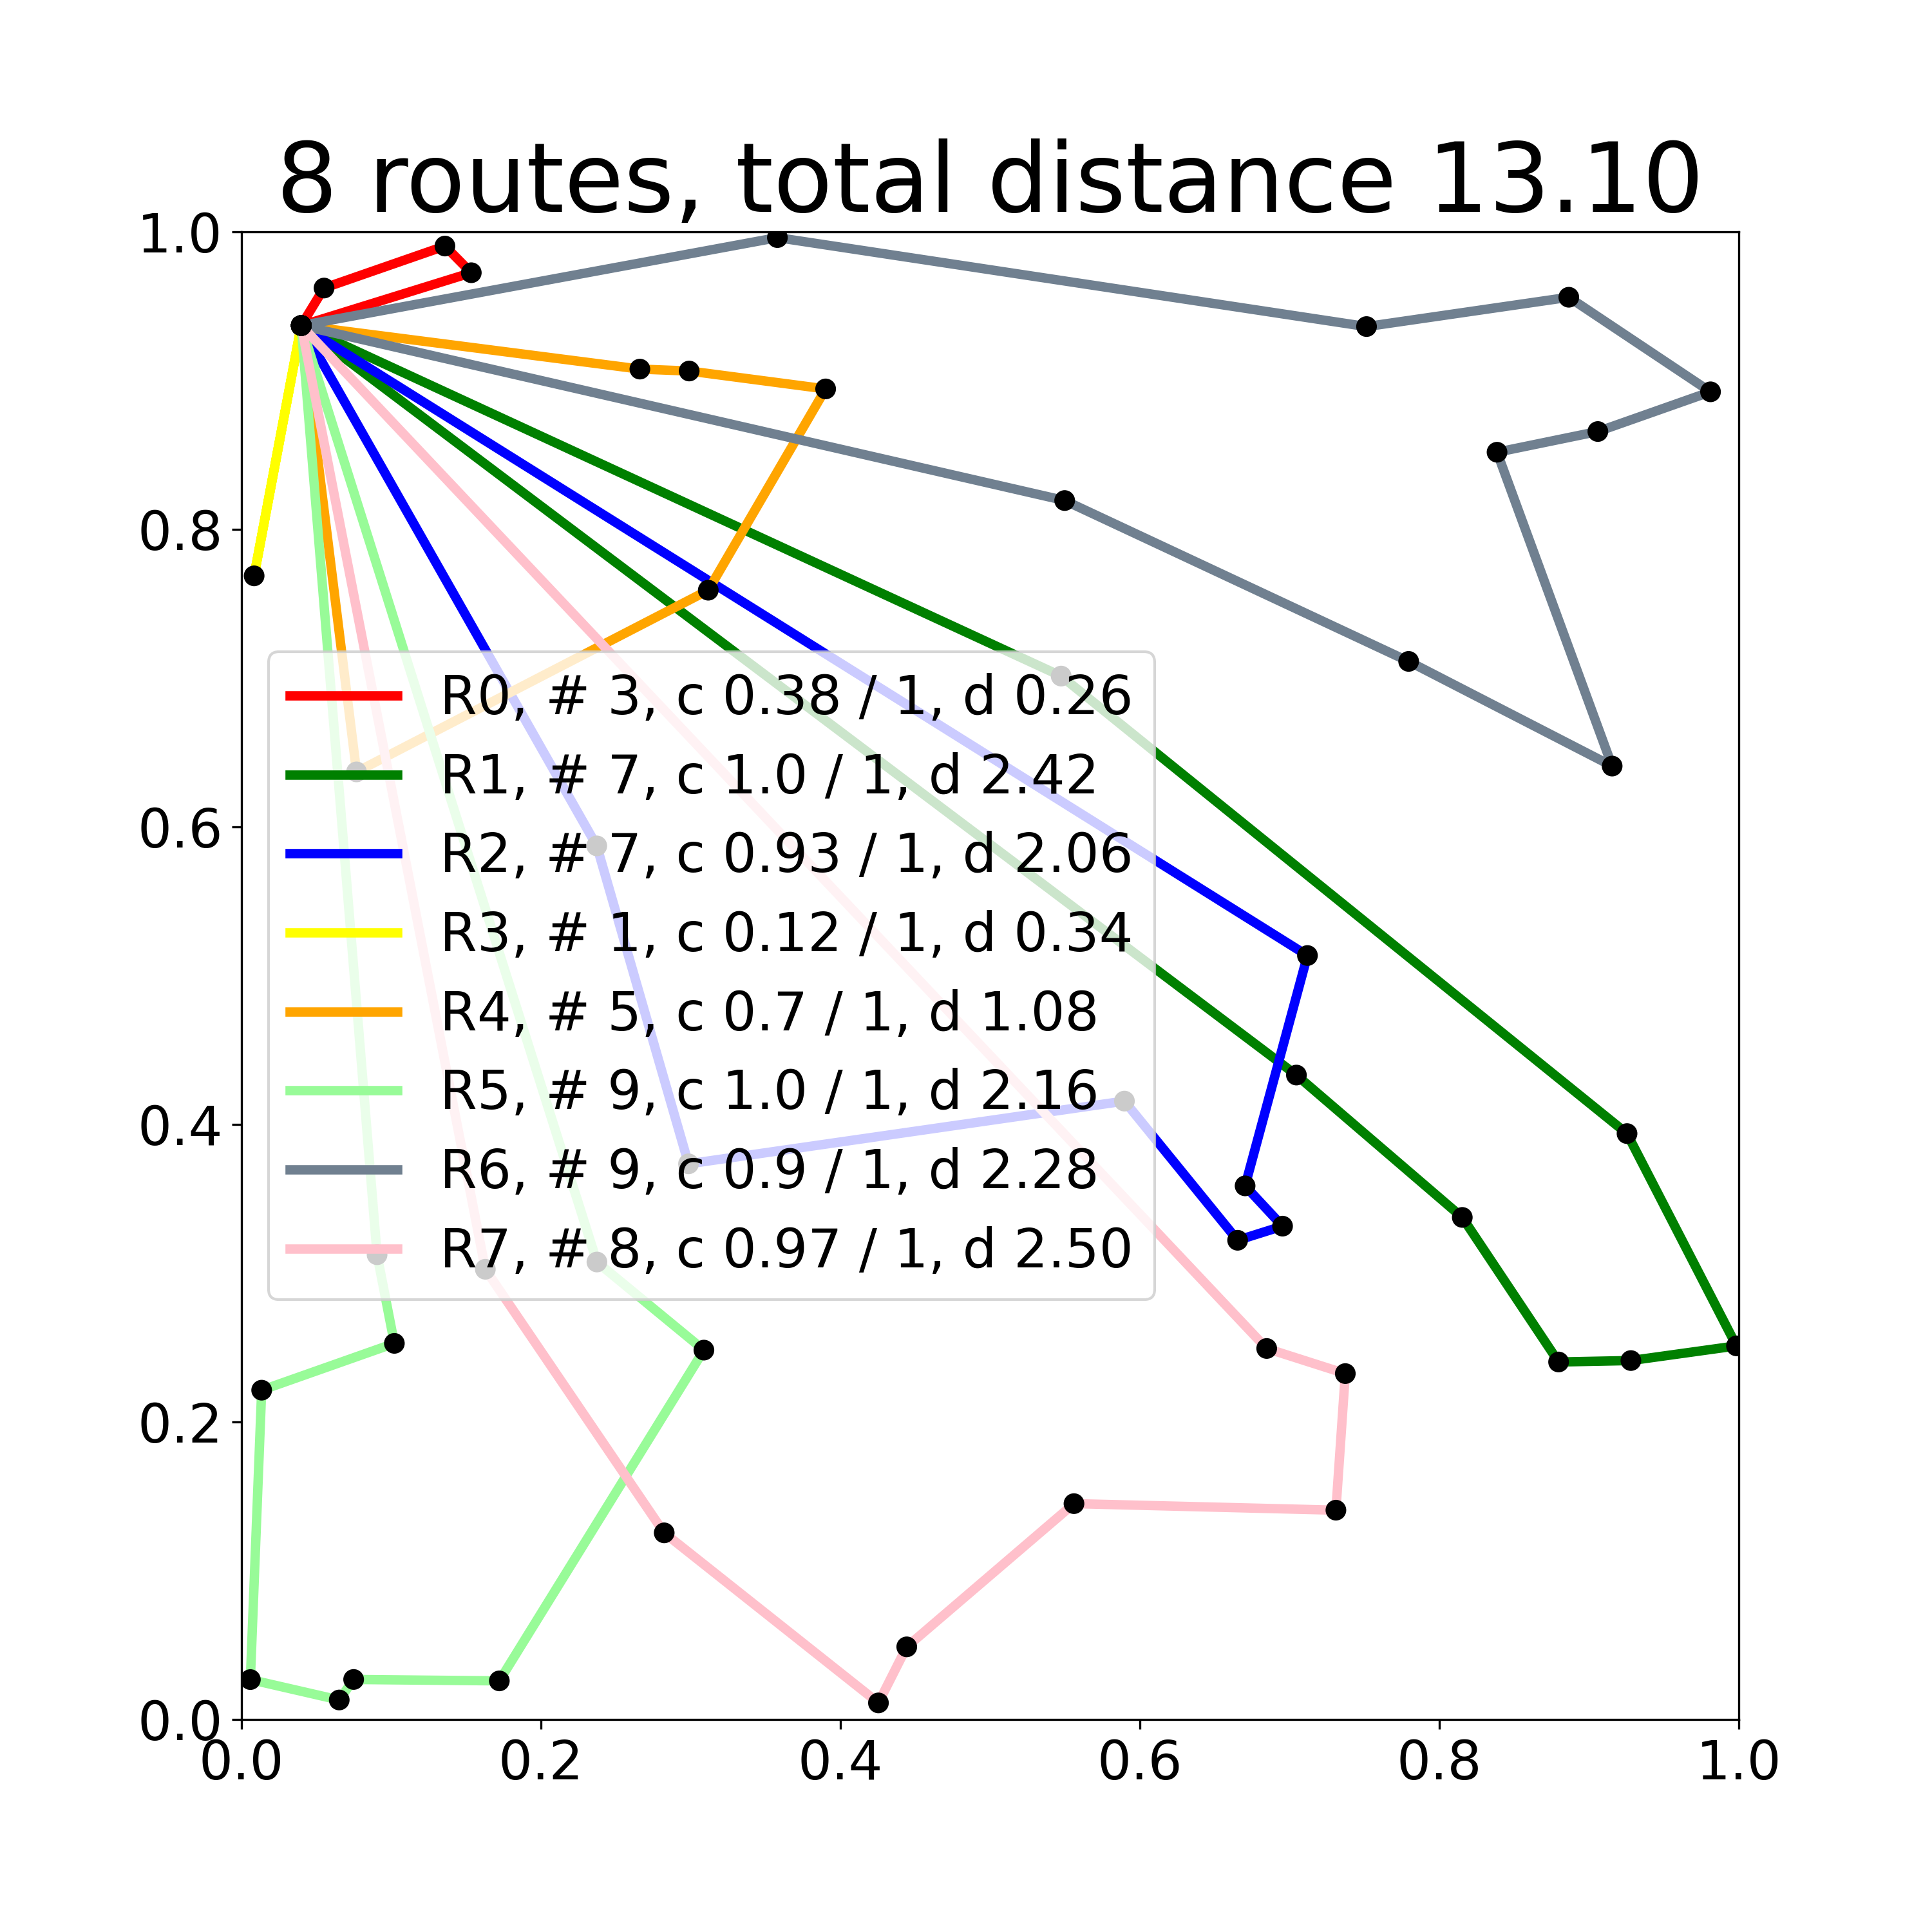 8 routes, total distance 13.10
1.0
0.8
0.6
0.4
0.2
0.0
R0, # 3, c 0.38 / 1, d 0.26
R1, # 7, c 1.0 / 1, d 2.42
R2, # 7, c 0.93 / 1, d 2.06
R3, # 1, c 0.12 / 1, d 0.34
R4, # 5, c 0.7 / 1, d 1.08
R5, # 9, c 1.0 / 1, d 2.16
R6, # 9, c 0.9 / 1, d 2.28
R7, # 8, c 0.97 / 1, d 2.50
0.0 0.2 0.4 0.6 0.8 1.0